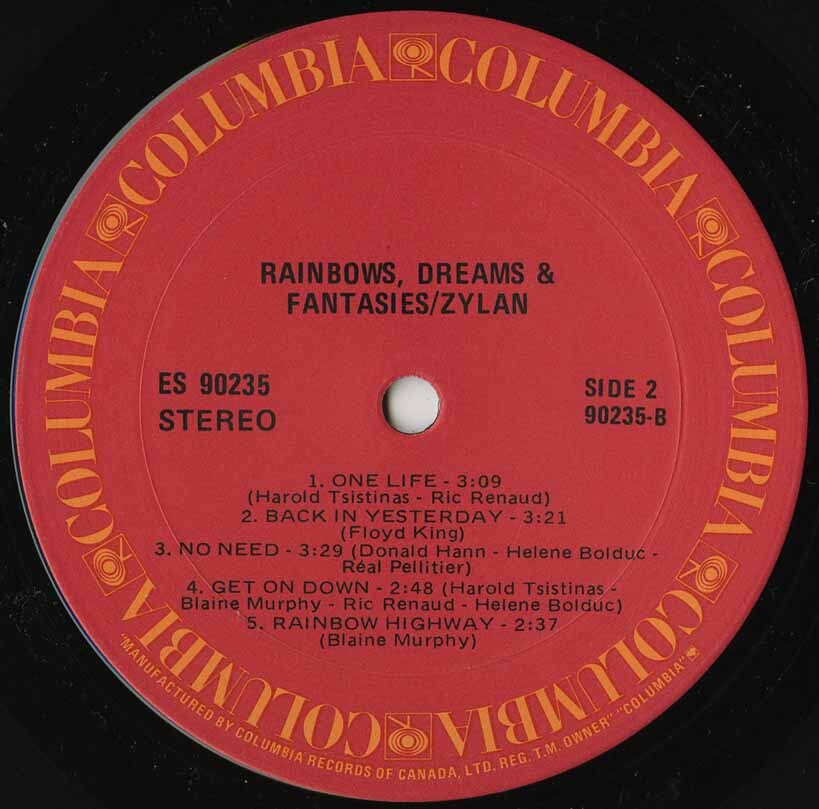 COLUMBIA COLUMBIA COLUMBIA COLUMBIA COLUMBIA COLUMBIA
RAINBOWS, DREAMS &
FANTASIES/ZYLAN
ES 90235
STEREO
SIDE 2
90235-B
1. ONE LIFE - 3:09
(Harold Tsistinas - Ric Renaud)
2. BACK IN YESTERDAY - 3:21
(Floyd King)
3. NO NEED - 3:29 (Donald Hann - Helene Bolduc -
Réal Pellitier)
4. GET ON DOWN - 2:48 (Harold Tsistinas -
Blaine Murphy - Ric Renaud - Helene Bolduc)
5. RAINBOW HIGHWAY - 2:37
(Blaine Murphy)
"MANUFACTURED BY COLUMBIA RECORDS OF CANADA, LTD. REG. T.M. OWNER" "COLUMBIA"